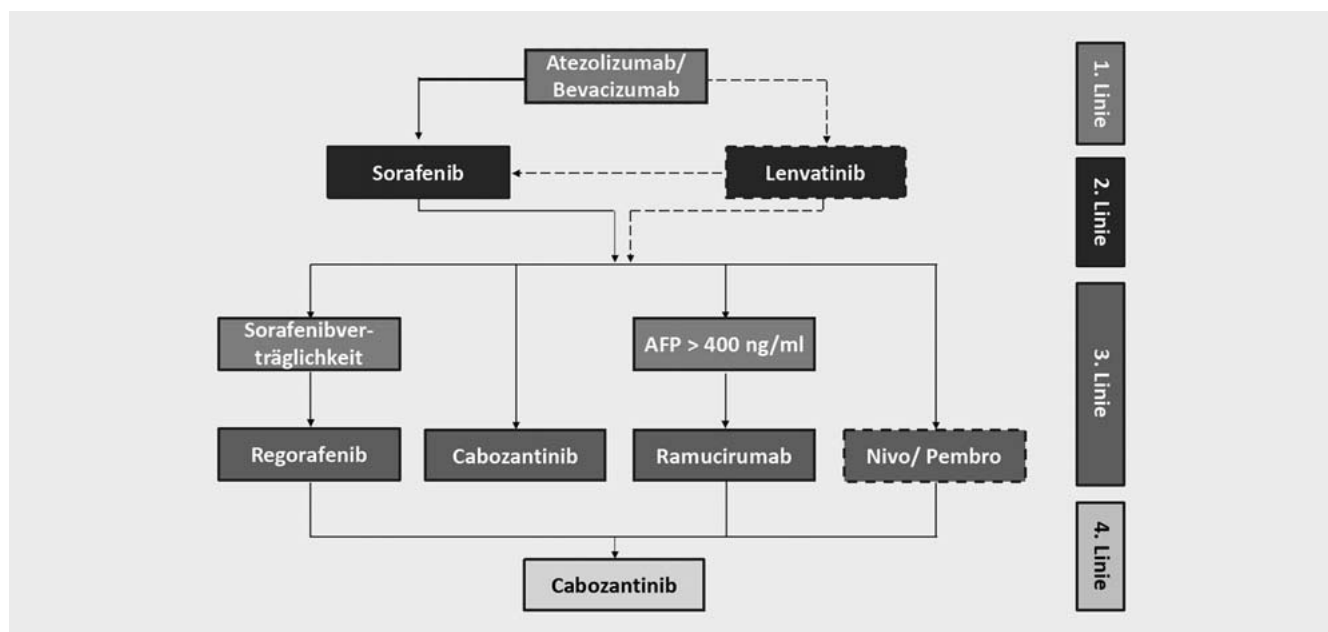 Atezolizumab/
Bevacizumab
1. Linie
Sorafenib
Lenvatinib
2. Linie
Sorafenibver-
träglichkeit
AFP > 400 ng/ml
3. Linie
Regorafenib
Cabozantinib
Ramucirumab
Nivo/ Pembro
4. Linie
Cabozantinib